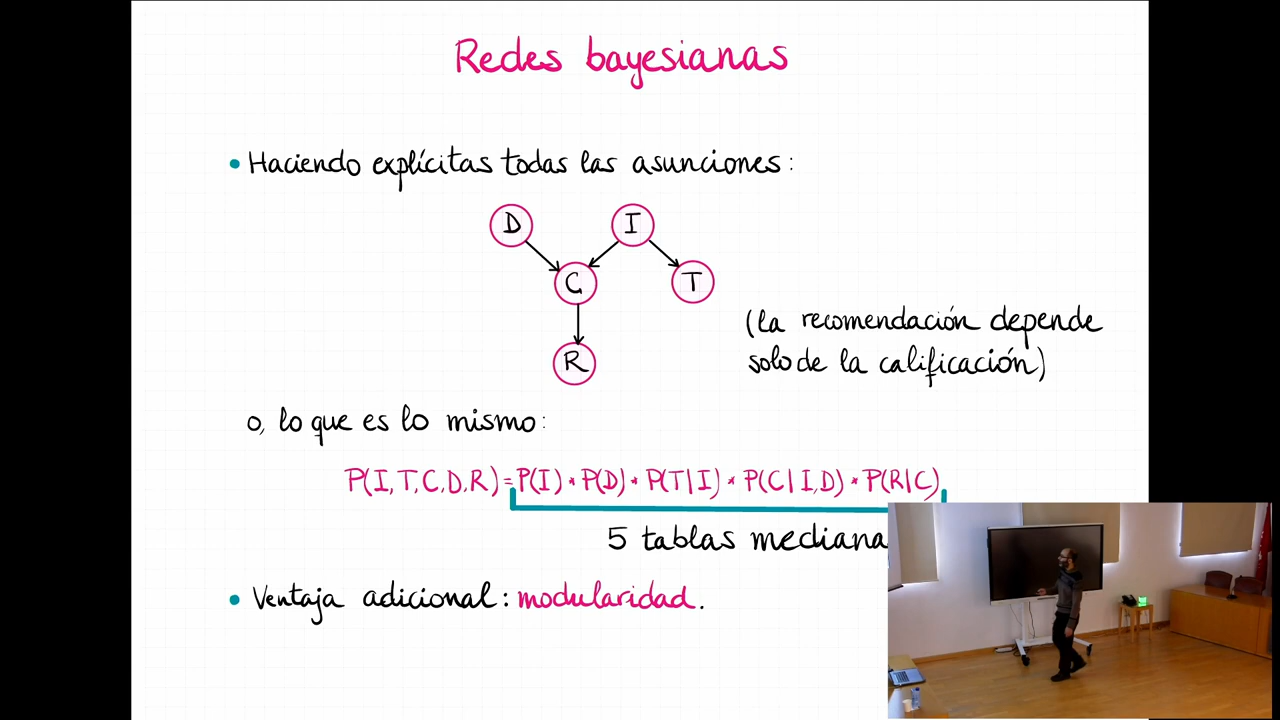 Redes bayesianas
• Haciendo explícitas todas las asunciones:
D I
C T
R
(la recomendación depende
solo de la calificación)
o, lo que es lo mismo:
P(I,T,C,D,R)=P(I)*P(D)*P(T|I)*P(C|I,D)*P(R|C)
5 tablas
• Ventaja adicional: modularidad.